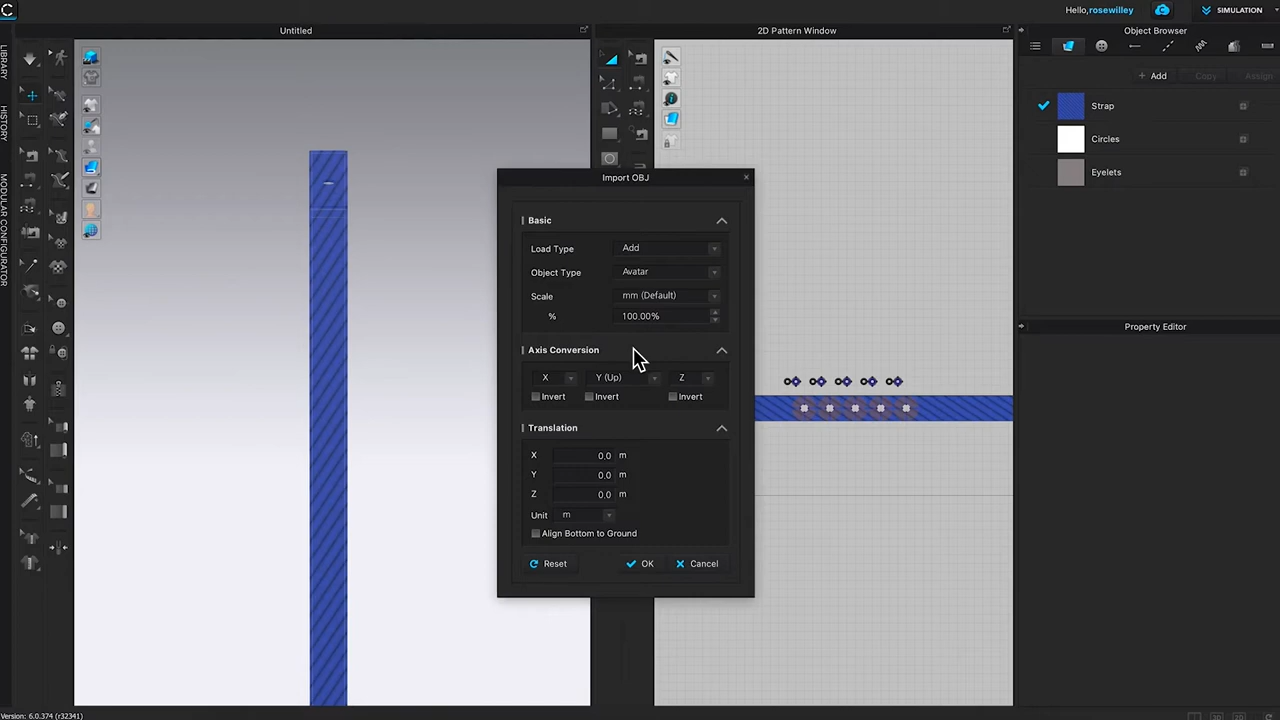 Hello, rosewilley
SIMULATION
Untitled
2D Pattern Window
Object Browser
LIBRARY
HISTORY
MODULAR CONFIGURATOR
+ Add
Copy
Assign
Strap
Circles
Eyelets
Property Editor
Import OBJ
Basic
Load Type Add
Object Type Avatar
Scale mm (Default)
% 100.00%
Axis Conversion
X Y (Up) Z
Invert Invert Invert
Translation
X 0.0 m
Y 0.0 m
Z 0.0 m
Unit m
Align Bottom to Ground
Reset OK Cancel
Version: 6.0.374 (r32341)